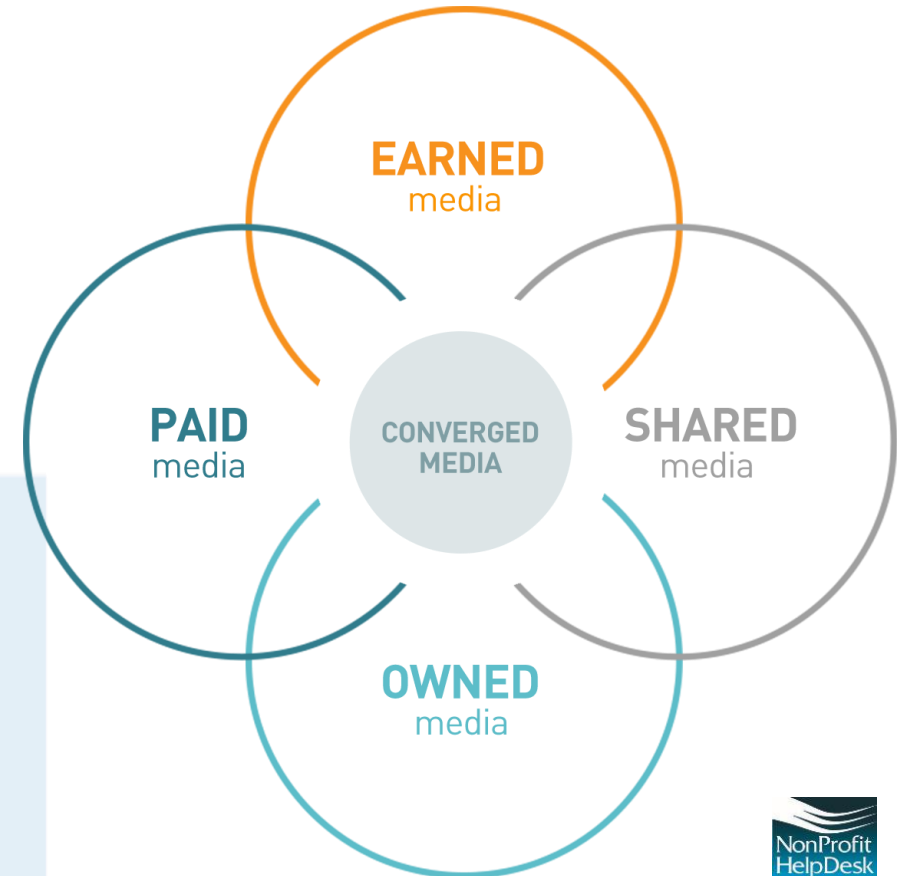 EARNED
media
PAID
media
CONVERGED
MEDIA
SHARED
media
OWNED
media
NonProfit
HelpDesk